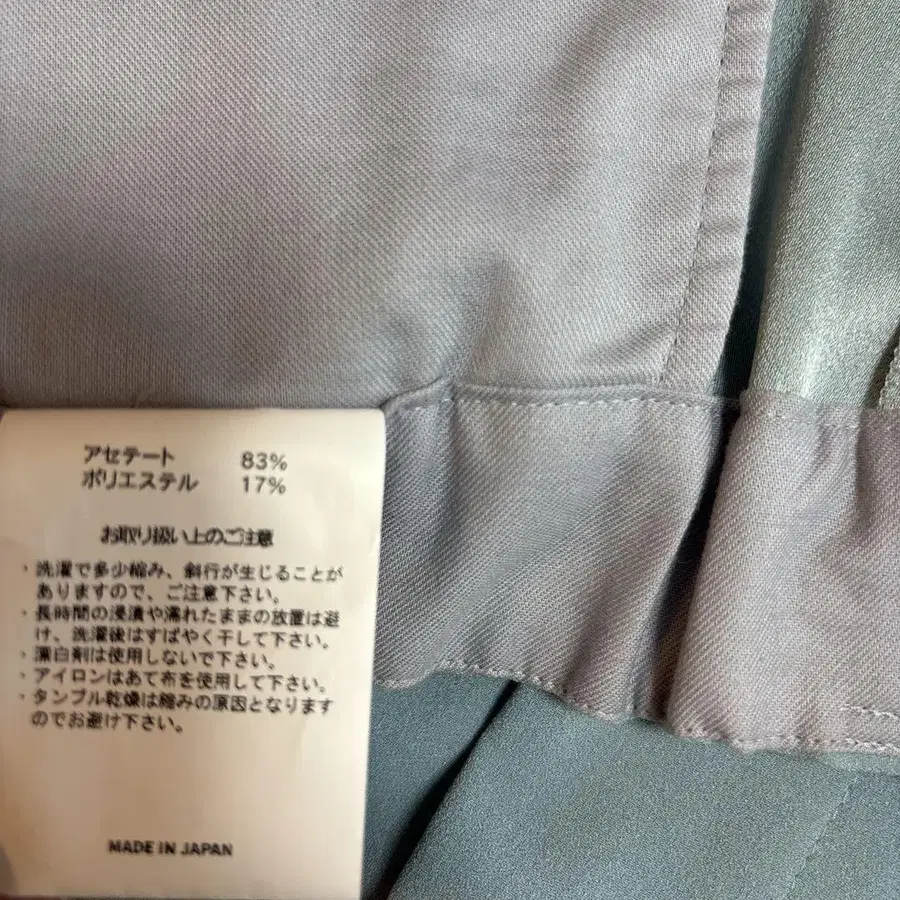 アセテート 83%
ポリエステル 17%
お取り扱い上のご注意
・洗濯で多少縮み、斜行が生じることが
ありますので、ご注意下さい。
・長時間の浸漬や濡れたままの放置は避
け、洗濯後はすばやく干して下さい。
・漂白剤は使用しないで下さい。
・アイロンはあて布を使用して下さい。
・タンブル乾燥は縮みの原因となります
のでお避け下さい。
MADE IN JAPAN